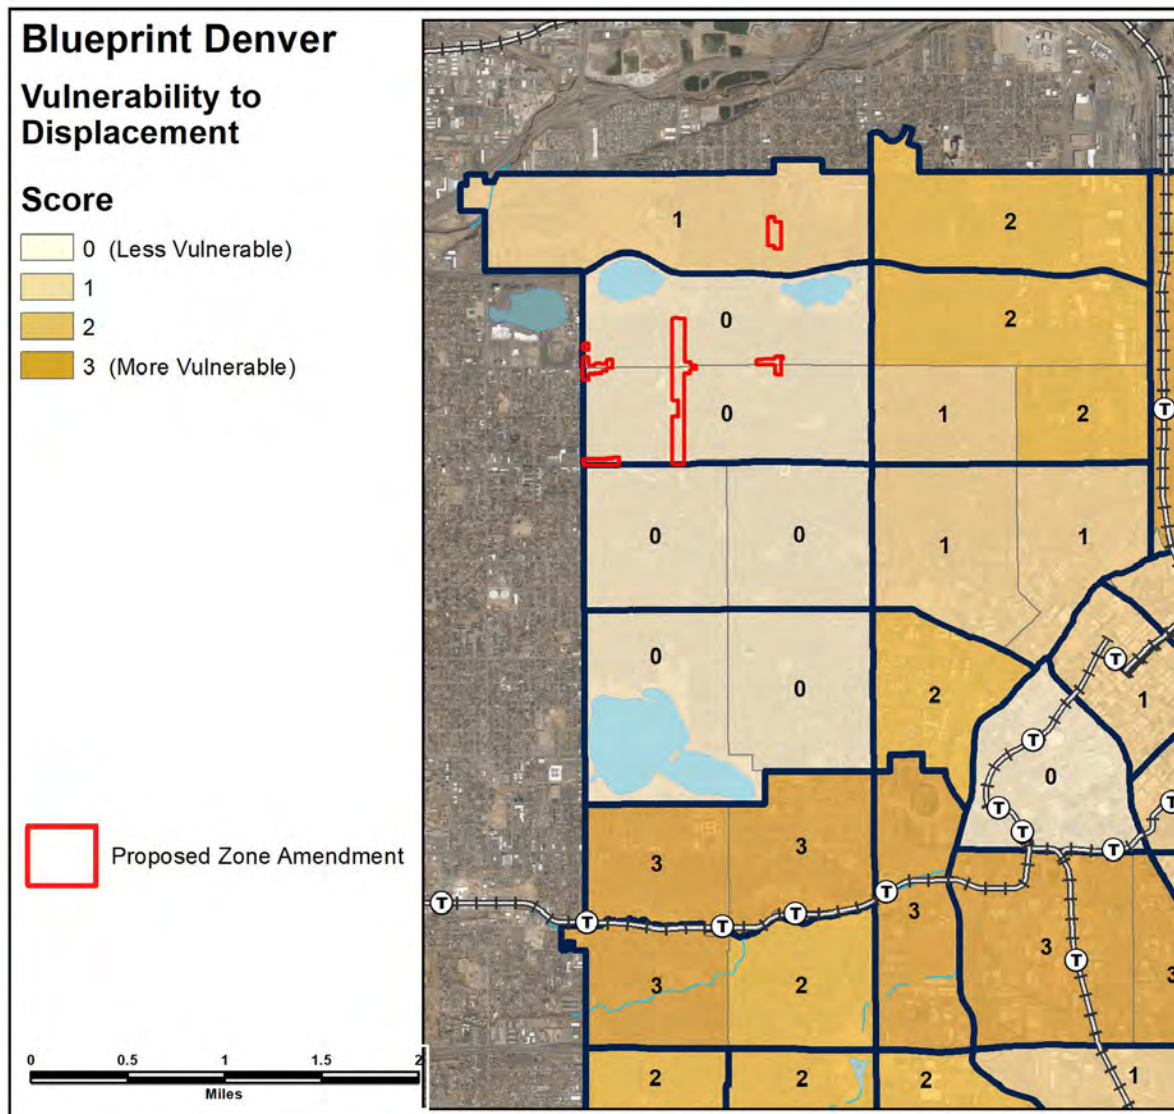 Blueprint Denver
Vulnerability to
Displacement
Score
0 (Less Vulnerable)
1
2
3 (More Vulnerable)
Proposed Zone Amendment
0 0.5 1 1.5 2
Miles
1
2
0
2
0
1
2
T
0
0
1
1
0
0
2
T
1
T
0
T
T
T
3
3
T
T
T
T
T
3
3
T
3
3
2
2
2
2
1